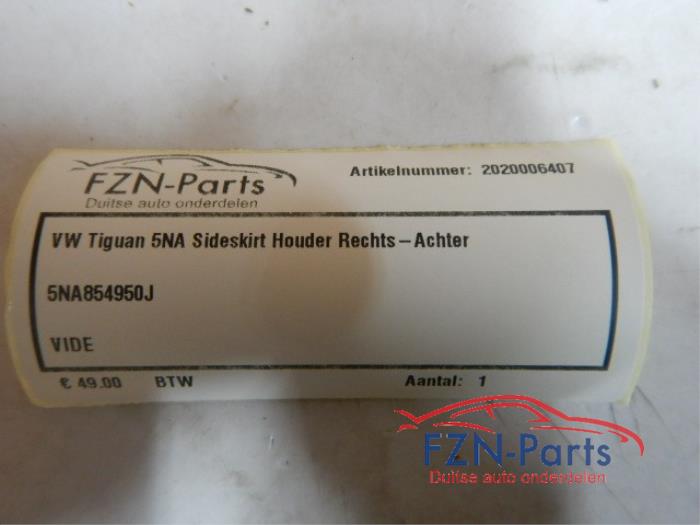 FZN-Parts
Duitse auto onderdelen
Artikelnummer: 2020006407
VW Tiguan 5NA Sideskirt Houder Rechts-Achter
5NA854950J
VIDE
€ 49.00 BTW Aantal: 1
FZN-Parts
Duitse auto onderdelen